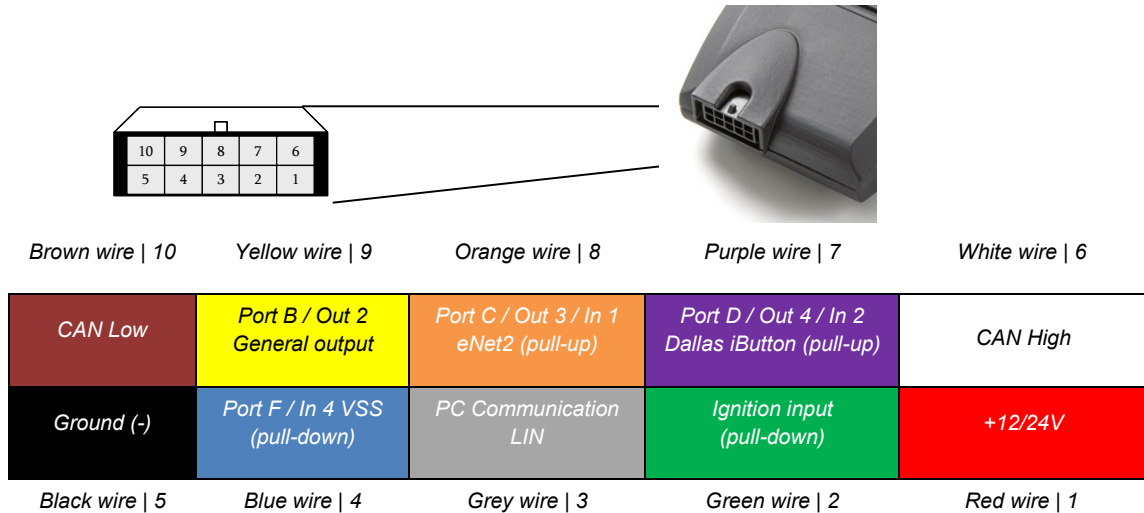 10 9 8 7 6
5 4 3 2 1
Brown wire | 10 Yellow wire | 9 Orange wire | 8 Purple wire | 7 White wire | 6
CAN Low
Port B / Out 2
General output
Port C / Out 3 / In 1
eNet2 (pull-up)
Port D / Out 4 / In 2
Dallas iButton (pull-up)
CAN High
Ground (-)
Port F / In 4 VSS
(pull-down)
PC Communication
LIN
Ignition input
(pull-down)
+12/24V
Black wire | 5 Blue wire | 4 Grey wire | 3 Green wire | 2 Red wire | 1